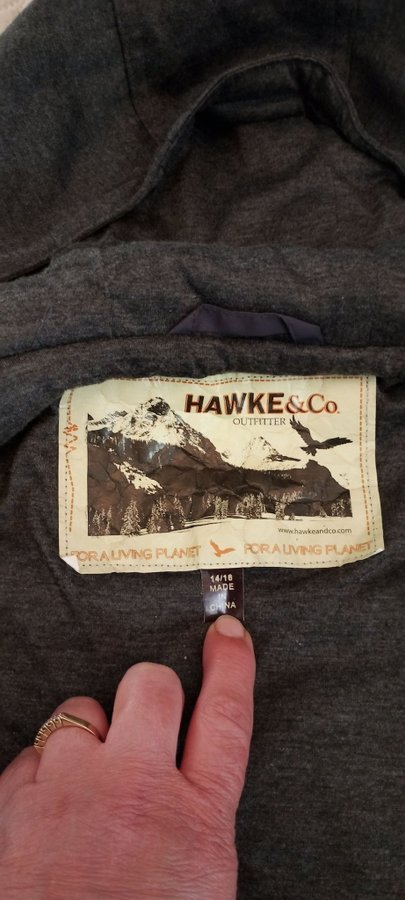 HAWKE&Co.
OUTFITTER
www.hawkeandco.com
FOR A LIVING PLANET FOR A LIVING PLANET
14/16
MADE
IN
CHINA